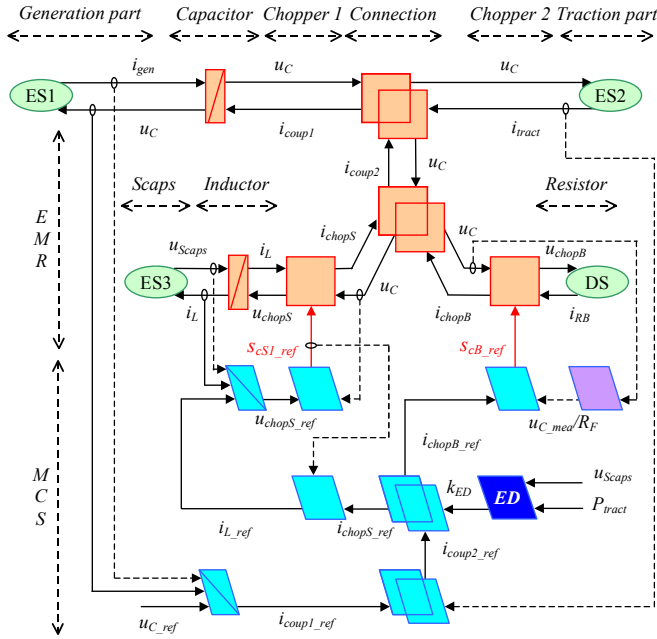 Generation part Capacitor Chopper 1 Connection Chopper 2 Traction part
i_gen u_C u_C
ES1 ES2
u_C i_coup1 i_tract
i_coup2 u_C
E M R
Scaps Inductor Resistor
i_chopS u_C
u_Scaps i_L u_chopB
ES3 DS
i_L u_chopS u_C i_chopB i_RB
s_cS1_ref s_cB_ref
u_chopS_ref u_C_mea/R_F
i_chopB_ref
M C S
k_ED ED u_Scaps
P_tract
i_L_ref i_chopS_ref
i_coup2_ref
u_C_ref i_coup1_ref